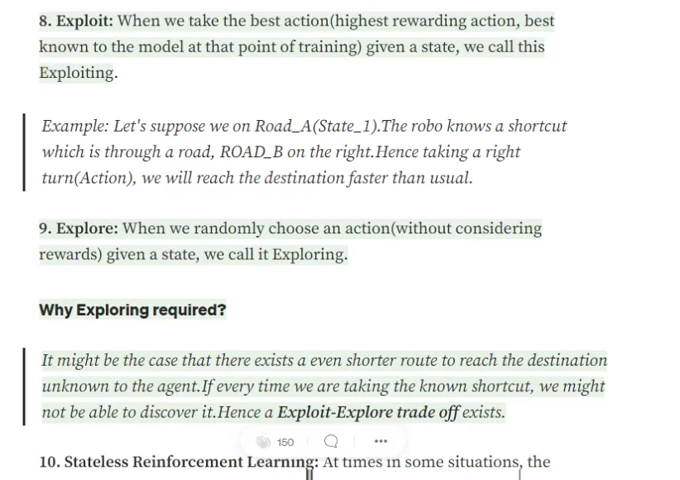 8. Exploit: When we take the best action(highest rewarding action, best
known to the model at that point of training) given a state, we call this
Exploiting.
Example: Let's suppose we on Road_A(State_1).The robo knows a shortcut
which is through a road, ROAD_B on the right.Hence taking a right
turn(Action), we will reach the destination faster than usual.
9. Explore: When we randomly choose an action(without considering
rewards) given a state, we call it Exploring.
Why Exploring required?
It might be the case that there exists a even shorter route to reach the destination
unknown to the agent.If every time we are taking the known shortcut, we might
not be able to discover it.Hence a Exploit-Explore trade off exists.
150
10. Stateless Reinforcement Learning: At times in some situations, the